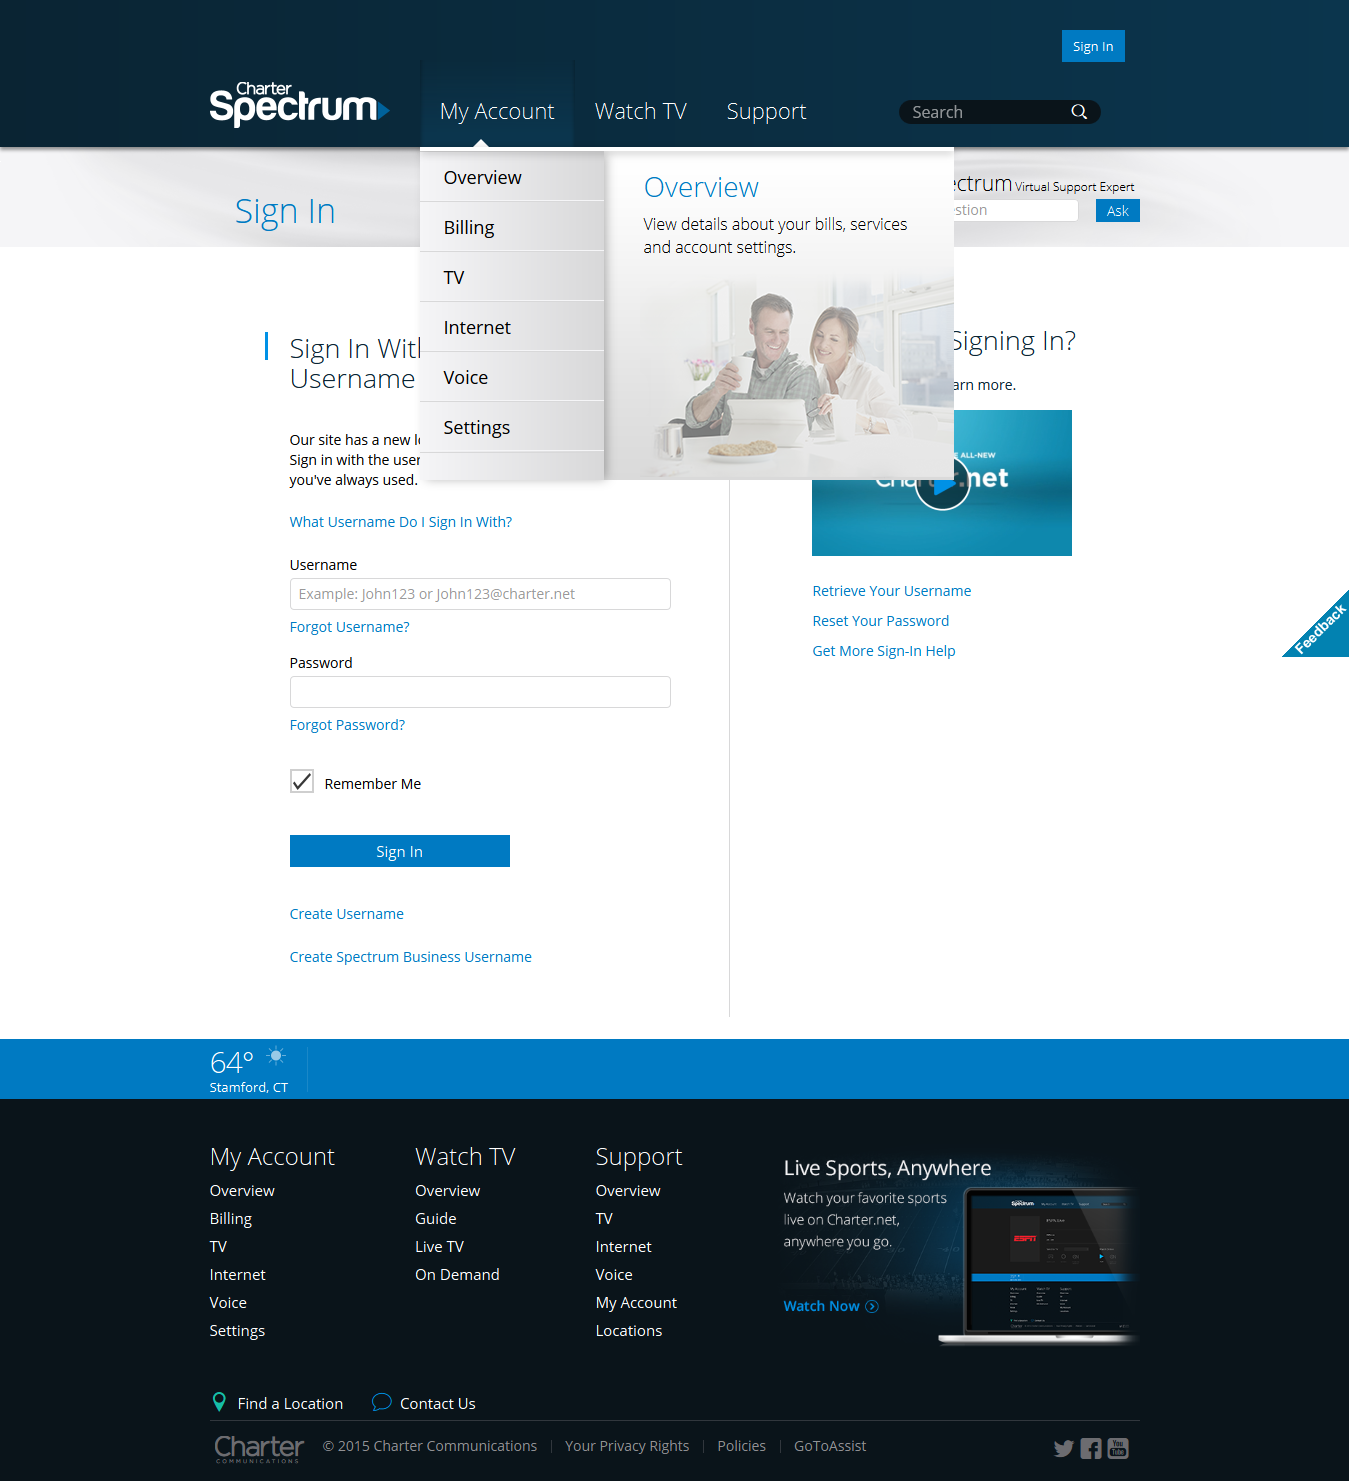 Sign In
Charter
Spectrum
My Account
Watch TV
Support
Search
Overview
Billing
TV
Internet
Voice
Settings
Overview
View details about your bills, services
and account settings.
Virtual Support Expert
Ask
Sign In
Sign In
Username
Our site has a new
Sign in with the
you've always used.
What Username Do I Sign In With?
Username
Example: John123 or John123@charter.net
Forgot Username?
Password
Forgot Password?
Remember Me
Sign In
Create Username
Create Spectrum Business Username
Signing In?
more.
ALL-NEW
.net
Retrieve Your Username
Reset Your Password
Get More Sign-In Help
Feedback
64°
Stamford, CT
My Account
Overview
Billing
TV
Internet
Voice
Settings
Watch TV
Overview
Guide
Live TV
On Demand
Support
Overview
TV
Internet
Voice
My Account
Locations
Live Sports, Anywhere
Watch your favorite sports
live on Charter.net,
anywhere you go.
Watch Now
Spectrum
ESPN
Find a Location
Contact Us
Charter
COMMUNICATIONS
© 2015 Charter Communications
Your Privacy Rights
Policies
GoToAssist
You
Tube